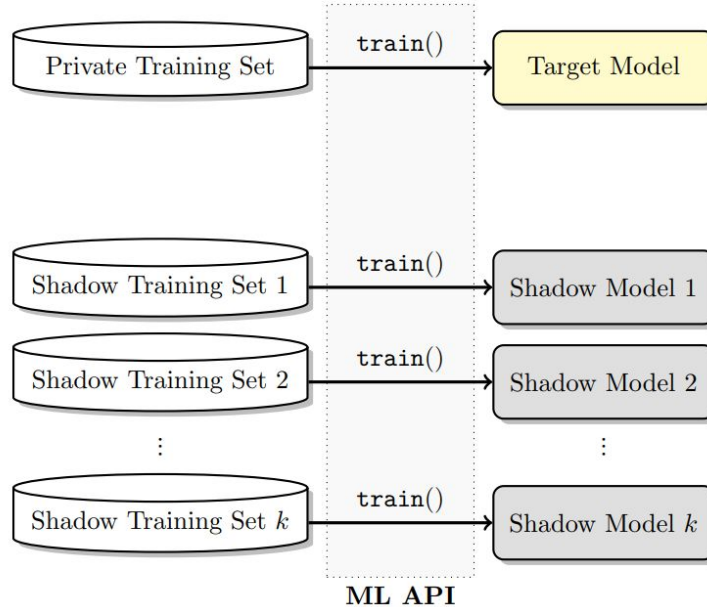 Private Training Set train() Target Model
Shadow Training Set 1 train() Shadow Model 1
Shadow Training Set 2 train() Shadow Model 2
⋮ ⋮
Shadow Training Set k train() Shadow Model k
ML API